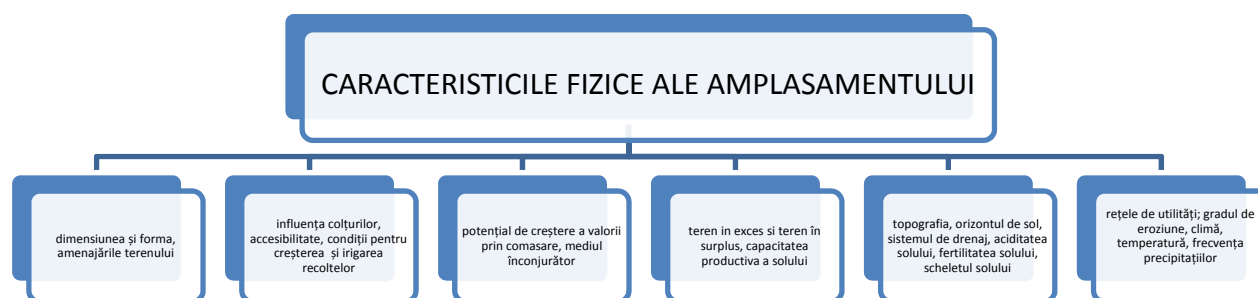 CARACTERISTICILE FIZICE ALE AMPLASAMENTULUI
dimensiunea și forma,
amenajările terenului
influența colțurilor,
accesibilitate, condiții pentru
creșterea și irigarea
recoltelor
potențial de creștere a valorii
prin comasare, mediul
înconjurător
teren in exces si teren în
surplus, capacitatea
productiva a solului
topografia, orizontul de sol,
sistemul de drenaj, aciditatea
solului, fertilitatea solului,
scheletul solului
rețele de utilități; gradul de
eroziune, climă,
temperatură, frecvența
precipitațiilor